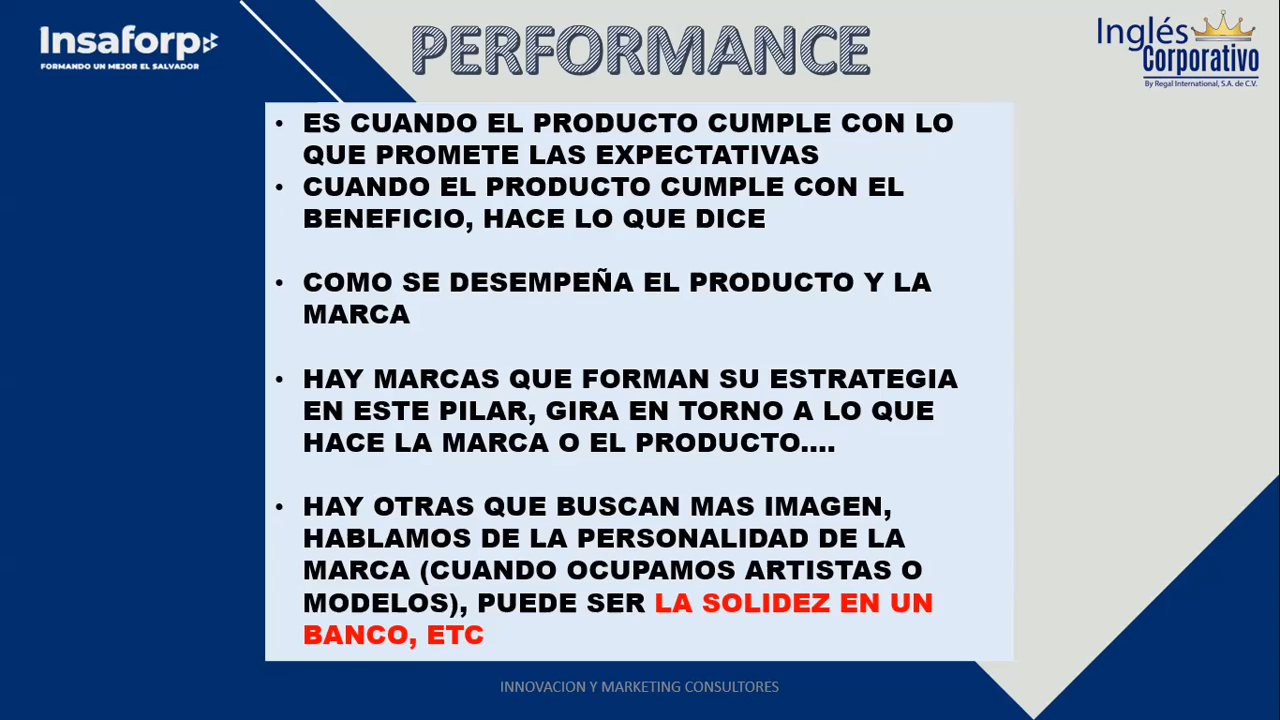 Insaforp
FORMANDO UN MEJOR EL SALVADOR
PERFORMANCE
Inglés
Corporativo
By Regal International, S.A. de C.V.
• ES CUANDO EL PRODUCTO CUMPLE CON LO
QUE PROMETE LAS EXPECTATIVAS
• CUANDO EL PRODUCTO CUMPLE CON EL
BENEFICIO, HACE LO QUE DICE
• COMO SE DESEMPEÑA EL PRODUCTO Y LA
MARCA
• HAY MARCAS QUE FORMAN SU ESTRATEGIA
EN ESTE PILAR, GIRA EN TORNO A LO QUE
HACE LA MARCA O EL PRODUCTO....
• HAY OTRAS QUE BUSCAN MAS IMAGEN,
HABLAMOS DE LA PERSONALIDAD DE LA
MARCA (CUANDO OCUPAMOS ARTISTAS O
MODELOS), PUEDE SER LA SOLIDEZ EN UN
BANCO, ETC
INNOVACION Y MARKETING CONSULTORES